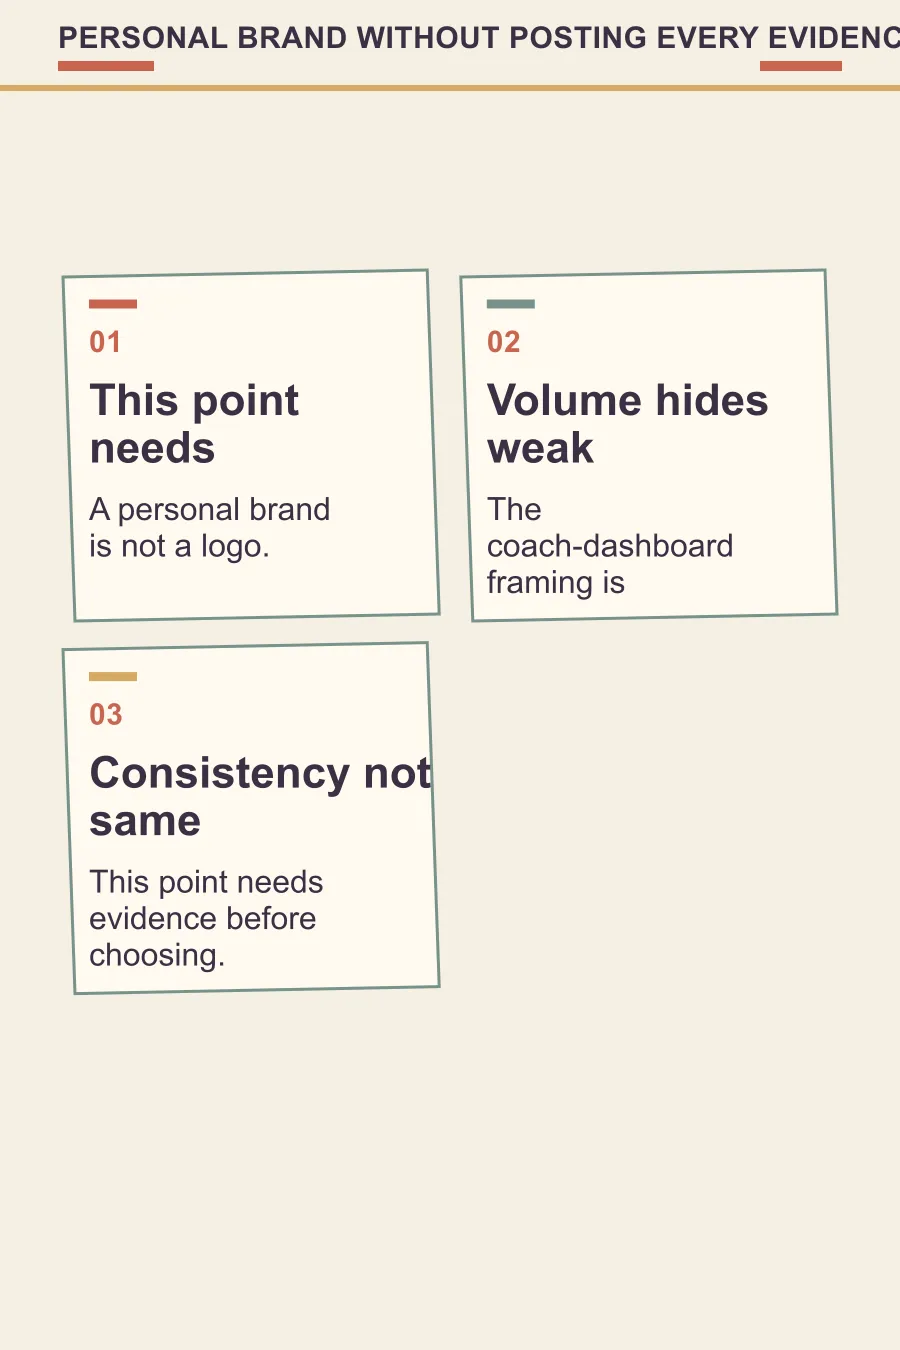 PERSONAL BRAND WITHOUT POSTING EVERY EVIDENC
01
This point
needs
A personal brand
is not a logo.
02
Volume hides
weak
The
coach-dashboard
framing is
03
Consistency not
same
This point needs
evidence before
choosing.